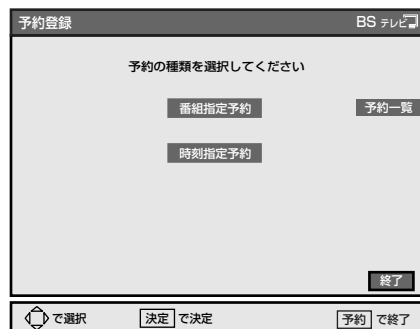 予約登録 BS テレビ
予約の種類を選択してください
番組指定予約 予約一覧
時刻指定予約
終了
で選択 決定 で決定 予約 で終了